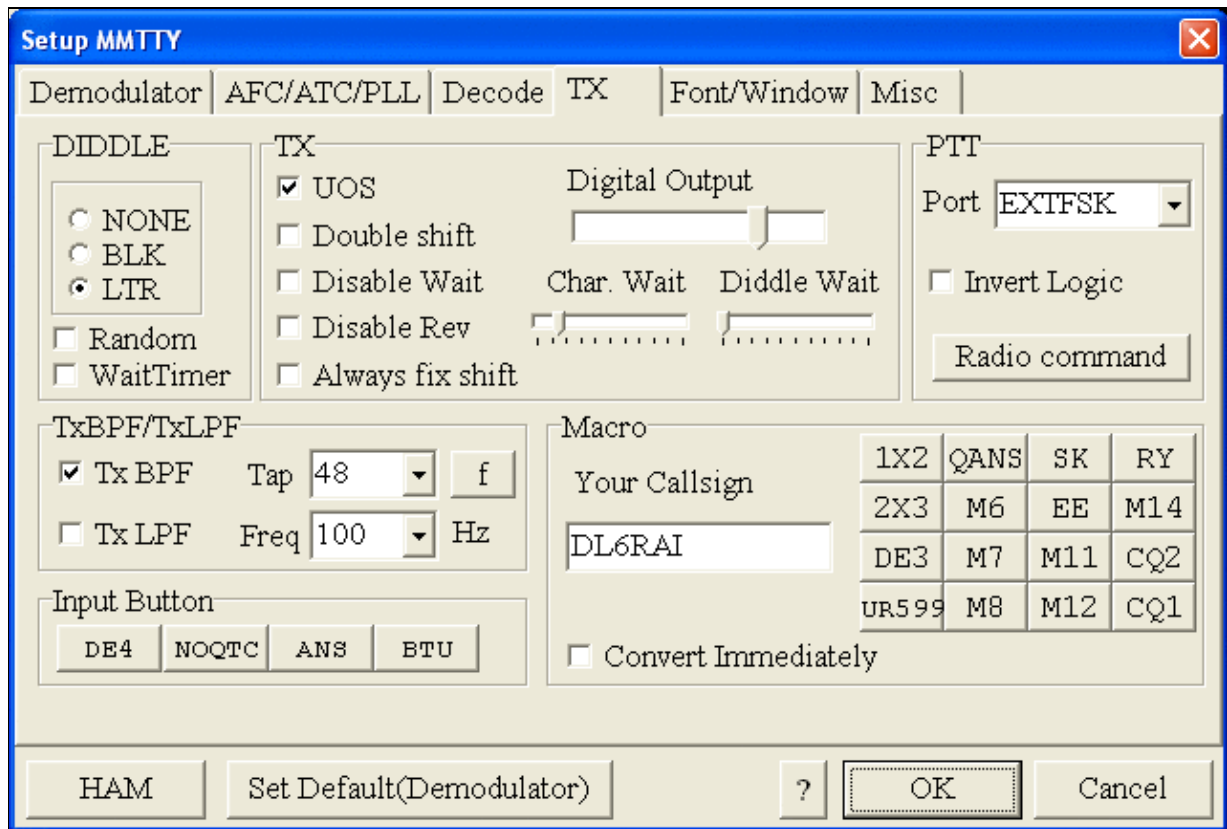 Setup MMTTY
Demodulator AFC/ATC/PLL Decode TX Font/Window Misc
DIDDLE
NONE
BLK
LTR
Random
WaitTimer
TX
UOS
Double shift
Disable Wait
Disable Rev
Always fix shift
Digital Output
Char. Wait Diddle Wait
PTT
Port EXTFSK
Invert Logic
Radio command
TxBPF/TxLPF
Tx BPF Tap 48 f
Tx LPF Freq 100 Hz
Input Button
DE4 NOQTC ANS BTU
Macro
Your Callsign
DL6RAI
Convert Immediately
1X2 QANS SK RY
2X3 M6 EE M14
DE3 M7 M11 CQ2
UR599 M8 M12 CQ1
HAM Set Default(Demodulator) ? OK Cancel